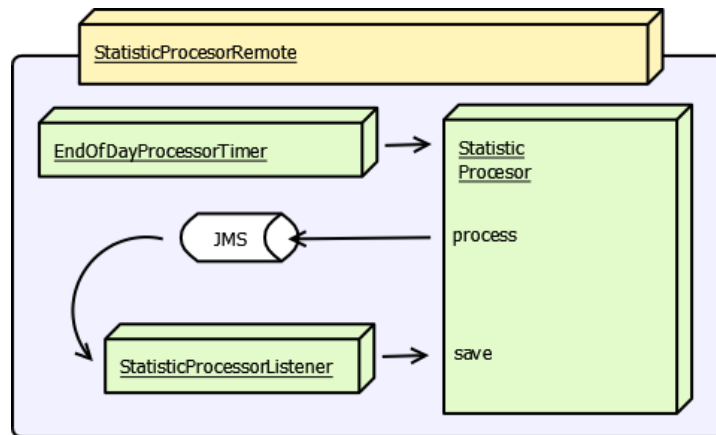 StatisticProcesorRemote
EndOfDayProcessorTimer
Statistic
Procesor
JMS
process
StatisticProcessorListener
save